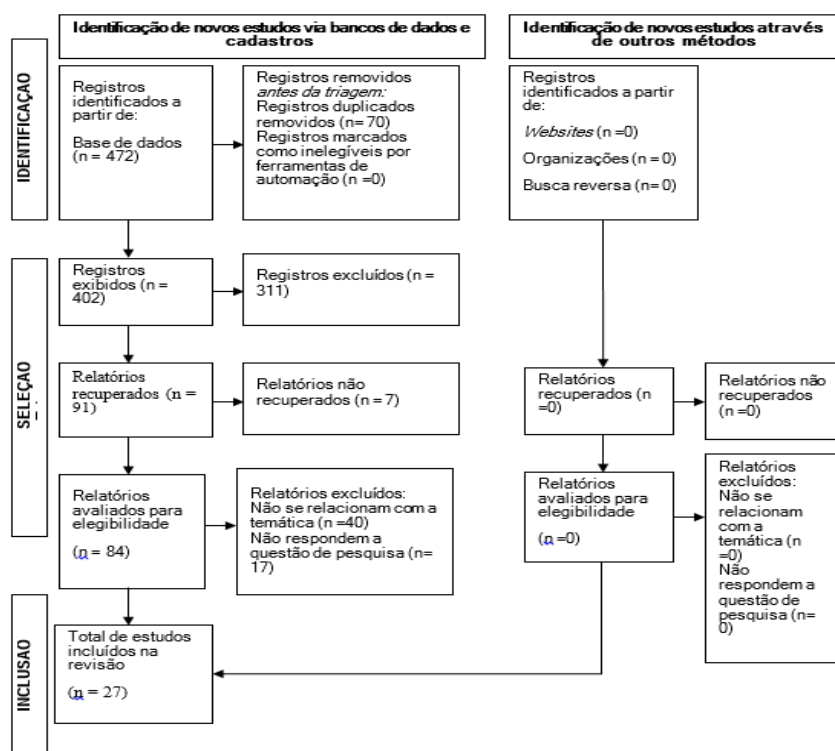 Identificação de novos estudos via bancos de dados e
cadastros
Identificação de novos estudos através
de outros métodos
IDENTIFICAÇÃO
Registros
identificados a
partir de:
Base de dados
(n = 472)
Registros removidos
antes da triagem:
Registros duplicados
removidos (n= 70)
Registros marcados
como inelegíveis por
ferramentas de
automação (n =0)
Registros
identificados a partir
de:
Websites (n =0)
Organizações (n = 0)
Busca reversa (n= 0)
SELEÇÃO
Registros
exibidos (n =
402)
Registros excluídos (n =
311)
Relatórios
recuperados (n =
91)
Relatórios não
recuperados (n = 7)
Relatórios
recuperados (n
=0)
Relatórios não
recuperados
(n =0)
Relatórios
avaliados para
elegibilidade
(n = 84)
Relatórios excluídos:
Não se relacionam com a
temática (n =40)
Não respondem a
questão de pesquisa (n=
17)
Relatórios
avaliados para
elegibilidade
(n =0)
Relatórios
excluídos:
Não se
relacionam
com a
temática (n
=0)
Não
respondem a
questão de
pesquisa (n=
0)
INCLUSAO
Total de estudos
incluídos na
revisão
(n = 27)